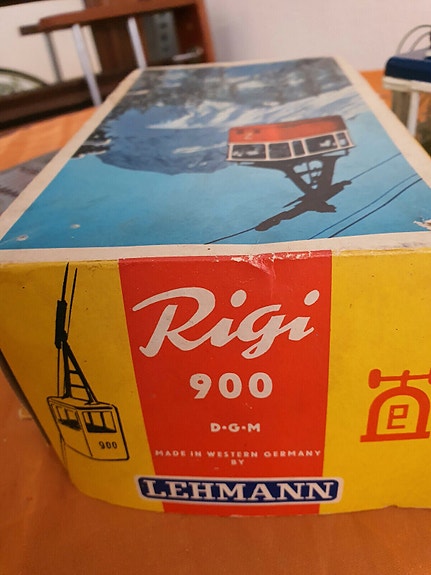 Rigi
900
D·G·M
MADE IN WESTERN GERMANY
BY
LEHMANN
900
e